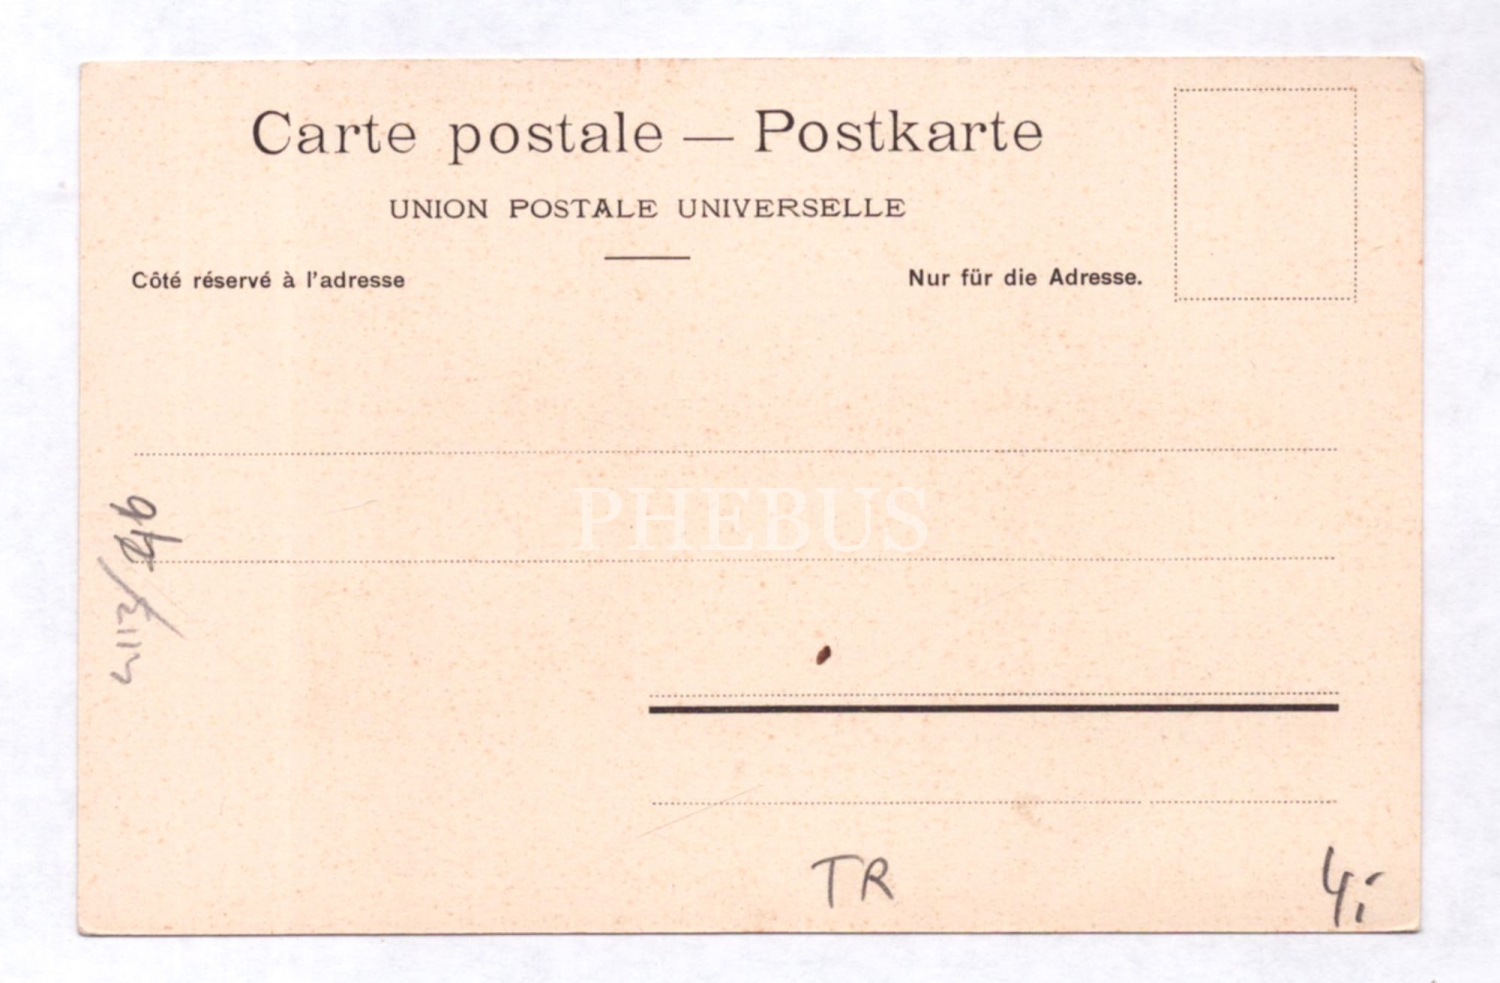 Carte postale — Postkarte
UNION POSTALE UNIVERSELLE
Côté réservé à l'adresse
Nur für die Adresse.
PHEBUS
TR